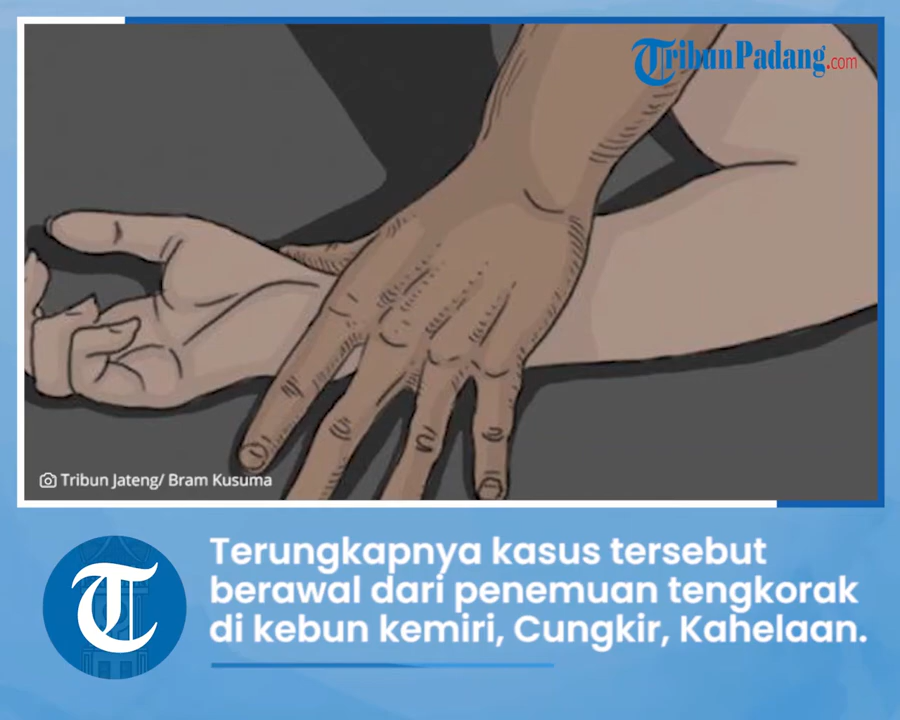 TribunPadang.com
Tribun Jateng/ Bram Kusuma
T
Terungkapnya kasus tersebut
berawal dari penemuan tengkorak
di kebun kemiri, Cungkir, Kahelaan.